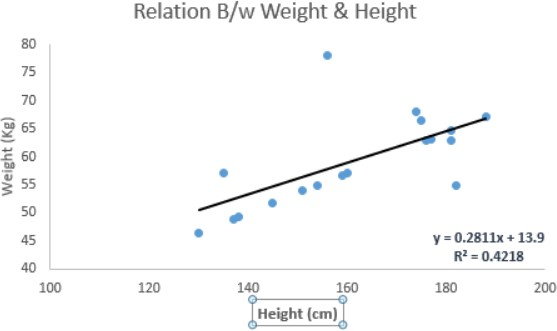 Relation B/w Weight & Height
80
75
70
65
60
55
50
45
40
Weight (Kg)
y = 0.2811x + 13.9
R² = 0.4218
100 120 140 160 180 200
Height (cm)